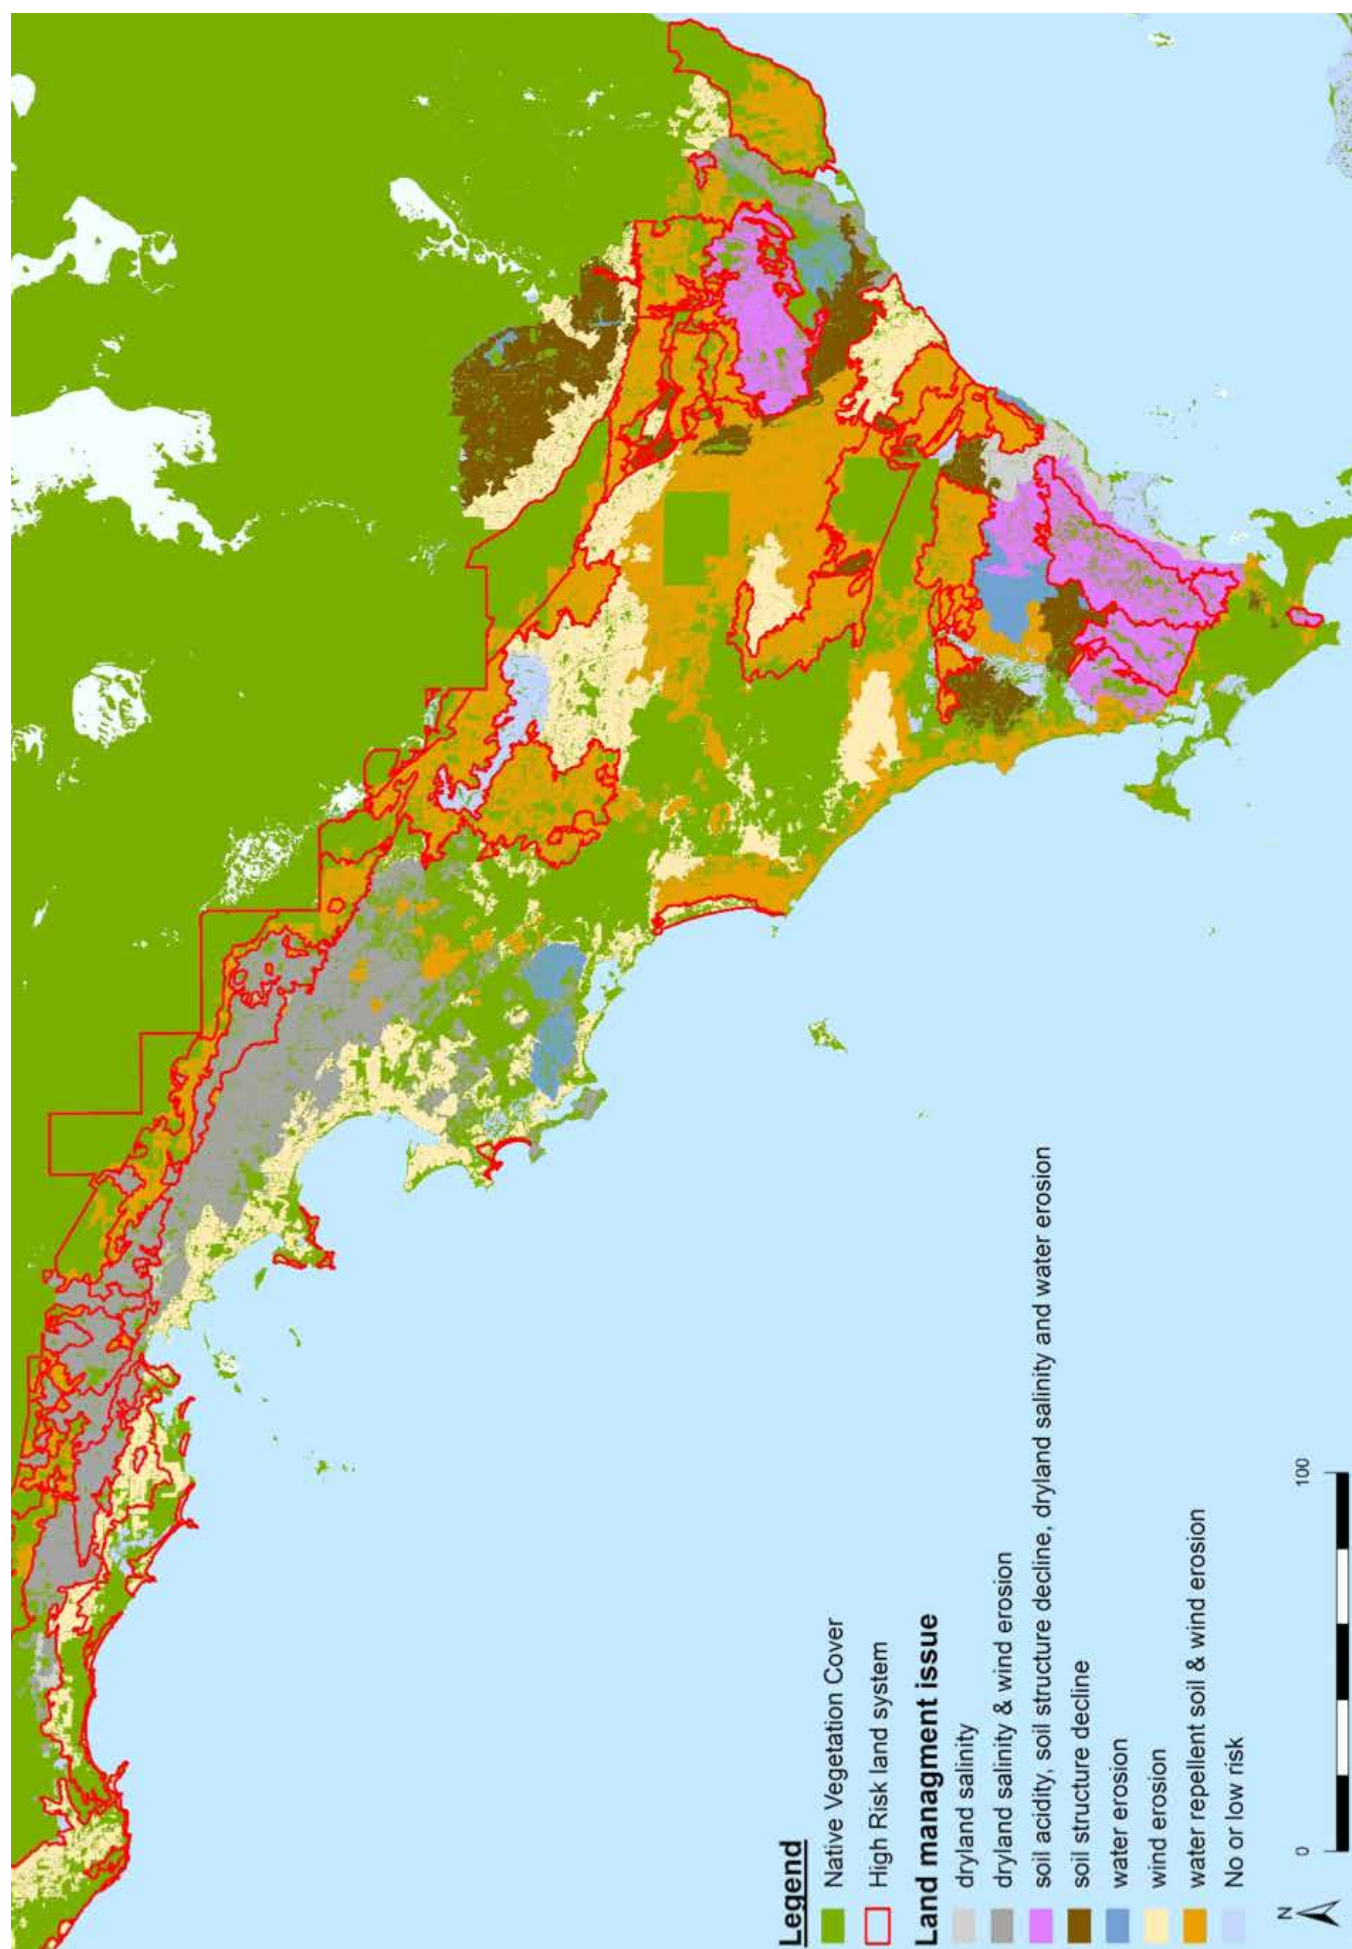 Legend
Native Vegetation Cover
High Risk land system
Land managment issue
dryland salinity
dryland salinity & wind erosion
soil acidity, soil structure decline, dryland salinity and water erosion
soil structure decline
water erosion
wind erosion
water repellent soil & wind erosion
No or low risk
N
0 100